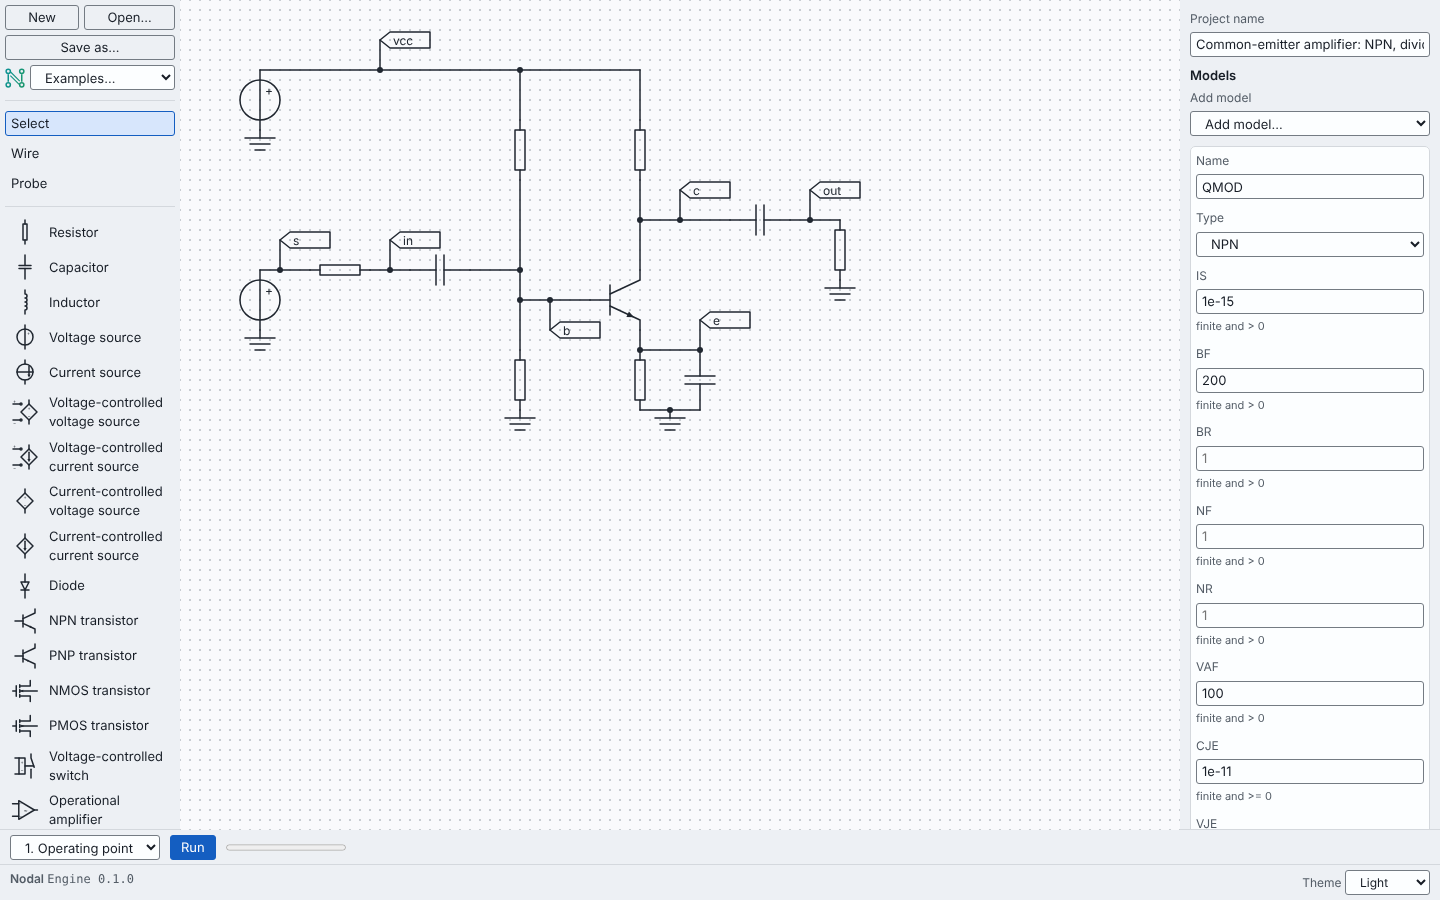 New
Open...
Save as...
Examples...
Select
Wire
Probe
Resistor
Capacitor
Inductor
Voltage source
Current source
Voltage-controlled
voltage source
Voltage-controlled
current source
Current-controlled
voltage source
Current-controlled
current source
Diode
NPN transistor
PNP transistor
NMOS transistor
PMOS transistor
Voltage-controlled
switch
Operational
amplifier
vcc
+
c
out
s
in
+
b
e
Project name
Common-emitter amplifier: NPN,
Models
Add model
Add model...
Name
QMOD
Type
NPN
IS
1e-15
finite and > 0
BF
200
finite and > 0
BR
1
finite and > 0
NF
1
finite and > 0
NR
1
finite and > 0
VAF
100
finite and > 0
CJE
1e-11
finite and >= 0
VJE
1. Operating point
Run
Nodal Engine 0.1.0
Theme
Light